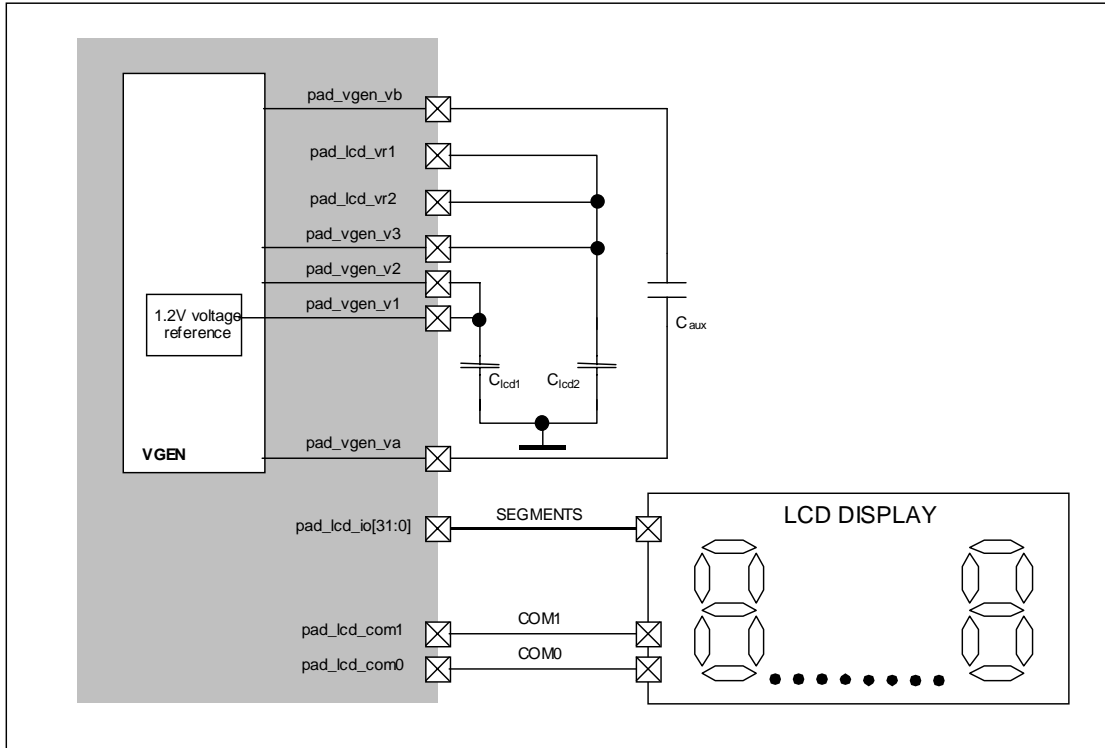 pad_vgen_vb
pad_lcd_vr1
pad_lcd_vr2
pad_vgen_v3
pad_vgen_v2
pad_vgen_v1
1.2V voltage
reference
Caux
Clcd1
Clcd2
pad_vgen_va
VGEN
pad_lcd_io[31:0]
SEGMENTS
LCD DISPLAY
pad_lcd_com1
COM1
pad_lcd_com0
COM0